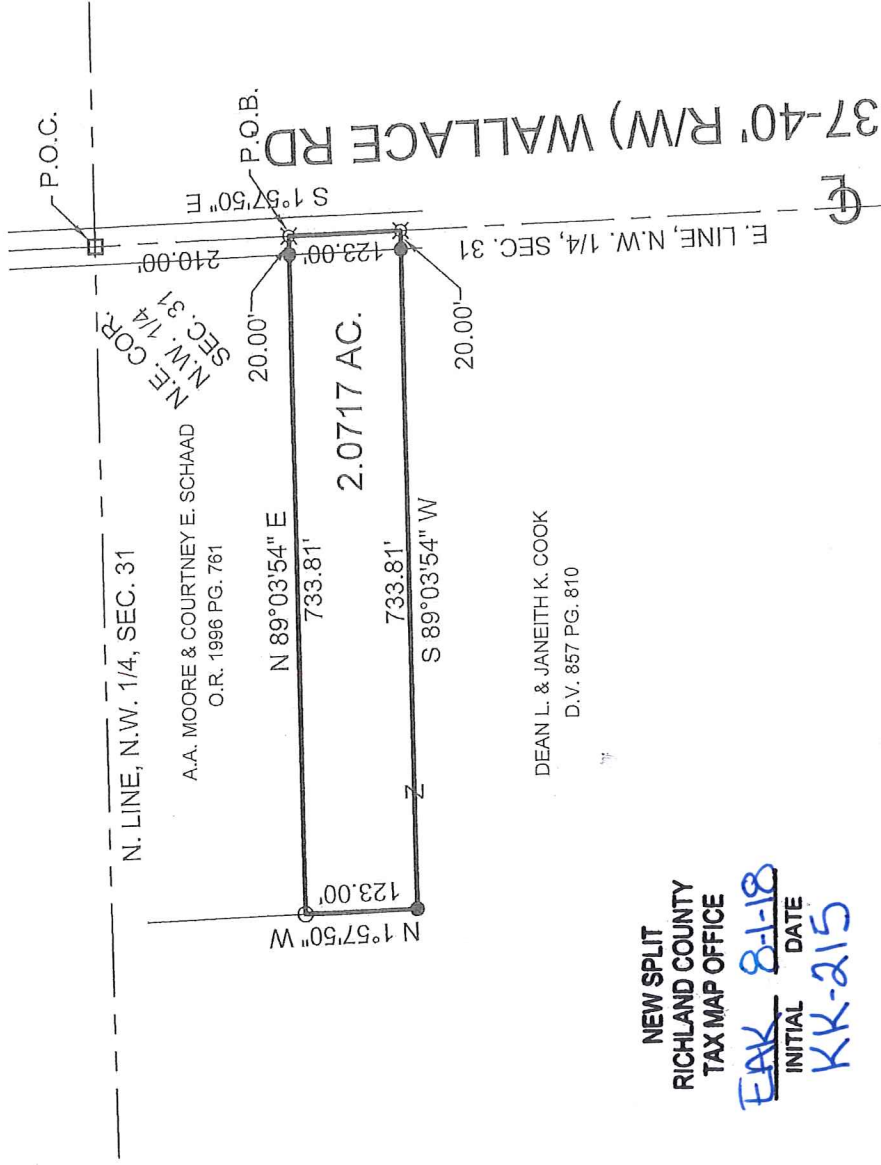 P.O.C.
N. LINE, N.W. 1/4, SEC. 31
N.E. COR.
N.W. 1/4
SEC. 31
A.A. MOORE & COURTNEY E. SCHAAD
O.R. 1996 PG. 761
210.00'
S 1°57'50" E
P.O.B.
37-40' R/W) WALLACE RD
CL
E. LINE, N.W. 1/4, SEC. 31
20.00'
123.00'
20.00'
N 89°03'54" E
733.81'
2.0717 AC.
733.81'
S 89°03'54" W
N 1°57'50" W
123.00'
Z
DEAN L. & JANEITH K. COOK
D.V. 857 PG. 810
NEW SPLIT
RICHLAND COUNTY
TAX MAP OFFICE
EAK 8-1-18
INITIAL DATE
KK-215